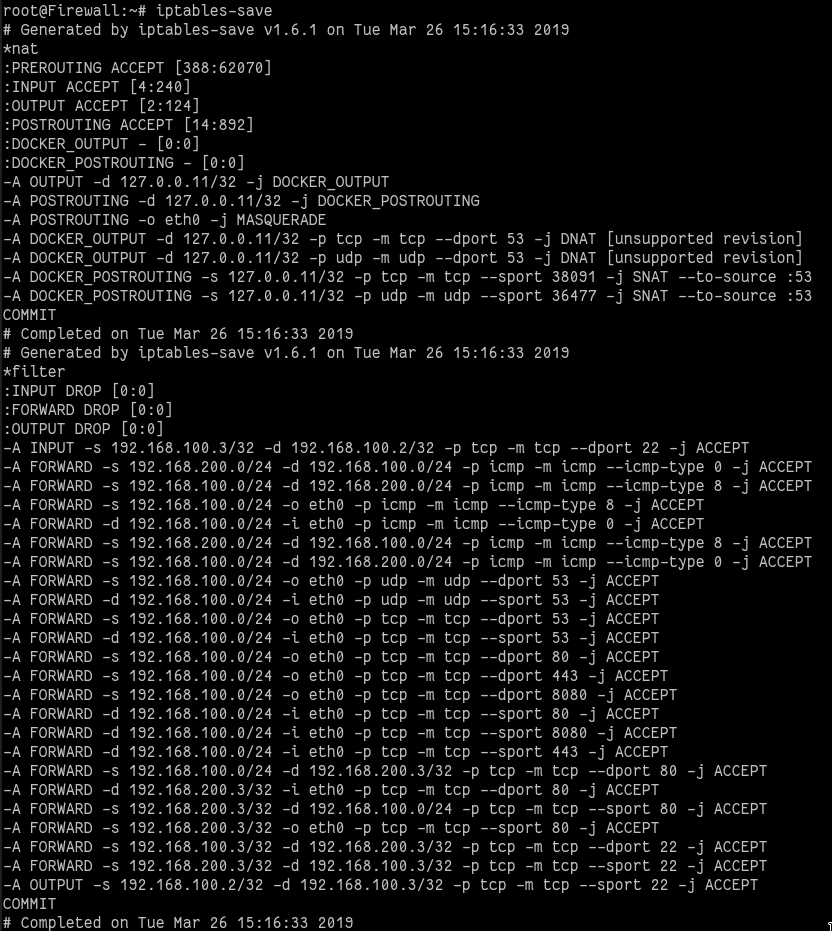 root@Firewall:~# iptables-save
# Generated by iptables-save v1.6.1 on Tue Mar 26 15:16:33 2019
*nat
:PREROUTING ACCEPT [388:62070]
:INPUT ACCEPT [4:240]
:OUTPUT ACCEPT [2:124]
:POSTROUTING ACCEPT [14:892]
:DOCKER_OUTPUT - [0:0]
:DOCKER_POSTROUTING - [0:0]
-A OUTPUT -d 127.0.0.11/32 -j DOCKER_OUTPUT
-A POSTROUTING -d 127.0.0.11/32 -j DOCKER_POSTROUTING
-A POSTROUTING -o eth0 -j MASQUERADE
-A DOCKER_OUTPUT -d 127.0.0.11/32 -p tcp -m tcp --dport 53 -j DNAT [unsupported revision]
-A DOCKER_OUTPUT -d 127.0.0.11/32 -p udp -m udp --dport 53 -j DNAT [unsupported revision]
-A DOCKER_POSTROUTING -s 127.0.0.11/32 -p tcp -m tcp --sport 38091 -j SNAT --to-source :53
-A DOCKER_POSTROUTING -s 127.0.0.11/32 -p udp -m udp --sport 36477 -j SNAT --to-source :53
COMMIT
# Completed on Tue Mar 26 15:16:33 2019
# Generated by iptables-save v1.6.1 on Tue Mar 26 15:16:33 2019
*filter
:INPUT DROP [0:0]
:FORWARD DROP [0:0]
:OUTPUT DROP [0:0]
-A INPUT -s 192.168.100.3/32 -d 192.168.100.2/32 -p tcp -m tcp --dport 22 -j ACCEPT
-A FORWARD -s 192.168.200.0/24 -d 192.168.100.0/24 -p icmp -m icmp --icmp-type 0 -j ACCEPT
-A FORWARD -s 192.168.100.0/24 -d 192.168.200.0/24 -p icmp -m icmp --icmp-type 8 -j ACCEPT
-A FORWARD -s 192.168.100.0/24 -o eth0 -p icmp -m icmp --icmp-type 8 -j ACCEPT
-A FORWARD -d 192.168.100.0/24 -i eth0 -p icmp -m icmp --icmp-type 0 -j ACCEPT
-A FORWARD -s 192.168.200.0/24 -d 192.168.100.0/24 -p icmp -m icmp --icmp-type 8 -j ACCEPT
-A FORWARD -s 192.168.100.0/24 -d 192.168.200.0/24 -p icmp -m icmp --icmp-type 0 -j ACCEPT
-A FORWARD -s 192.168.100.0/24 -o eth0 -p udp -m udp --dport 53 -j ACCEPT
-A FORWARD -d 192.168.100.0/24 -i eth0 -p udp -m udp --sport 53 -j ACCEPT
-A FORWARD -s 192.168.100.0/24 -o eth0 -p tcp -m tcp --dport 53 -j ACCEPT
-A FORWARD -d 192.168.100.0/24 -i eth0 -p tcp -m tcp --sport 53 -j ACCEPT
-A FORWARD -s 192.168.100.0/24 -o eth0 -p tcp -m tcp --dport 80 -j ACCEPT
-A FORWARD -s 192.168.100.0/24 -o eth0 -p tcp -m tcp --dport 443 -j ACCEPT
-A FORWARD -s 192.168.100.0/24 -o eth0 -p tcp -m tcp --dport 8080 -j ACCEPT
-A FORWARD -d 192.168.100.0/24 -i eth0 -p tcp -m tcp --sport 80 -j ACCEPT
-A FORWARD -d 192.168.100.0/24 -i eth0 -p tcp -m tcp --sport 8080 -j ACCEPT
-A FORWARD -d 192.168.100.0/24 -i eth0 -p tcp -m tcp --sport 443 -j ACCEPT
-A FORWARD -s 192.168.100.0/24 -d 192.168.200.3/32 -p tcp -m tcp --dport 80 -j ACCEPT
-A FORWARD -d 192.168.200.3/32 -i eth0 -p tcp -m tcp --dport 80 -j ACCEPT
-A FORWARD -s 192.168.200.3/32 -d 192.168.100.0/24 -p tcp -m tcp --sport 80 -j ACCEPT
-A FORWARD -s 192.168.200.3/32 -o eth0 -p tcp -m tcp --sport 80 -j ACCEPT
-A FORWARD -s 192.168.100.3/32 -d 192.168.200.3/32 -p tcp -m tcp --dport 22 -j ACCEPT
-A FORWARD -s 192.168.200.3/32 -d 192.168.100.3/32 -p tcp -m tcp --sport 22 -j ACCEPT
-A OUTPUT -s 192.168.100.2/32 -d 192.168.100.3/32 -p tcp -m tcp --sport 22 -j ACCEPT
COMMIT
# Completed on Tue Mar 26 15:16:33 2019